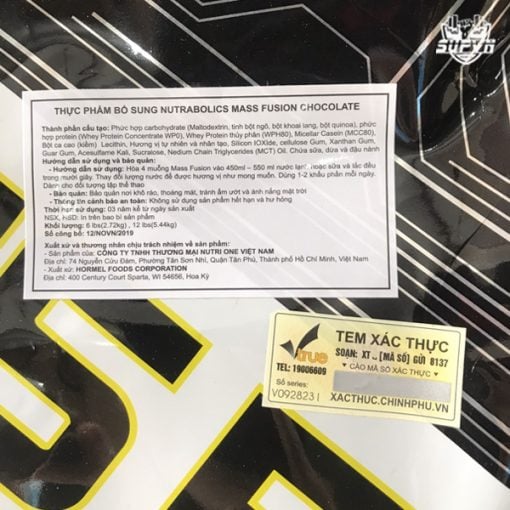 SUPPA
THỰC PHẨM BỔ SUNG NUTRABOLICS MASS FUSION CHOCOLATE
Thành phần cấu tạo: Phức hợp carbohydrate (Maltodextrin, tinh bột ngô, bột khoai lang, bột quinoa), phức
hợp protein (Whey Protein Concentrate WP0), Whey Protein thủy phân (WPH80), Micellar Casein (MCC80),
Bột ca cao (kiềm) Lecithin, Hương vị tự nhiên và nhân tạo, Silicon lOXide, cellulose Gum, Xanthan Gum,
Guar Gum, Acesulfame Kali, Sucralose, Nedium Chain Triglycerides (MCT) Oil. Chứa sữa, dừa và đậu nành
Hướng dẫn sử dụng và bảo quản:
- Hướng dẫn sử dụng: Hòa 4 muỗng Mass Fusion vào 450ml – 550 ml nước lạnh hoặc sữa và lắc đều
trong mười giây. Thay đổi lượng nước để được hương vị như mong muốn. Dùng 1-2 khẩu phần mỗi ngày.
Dành cho đối tượng tập thể thao
- Bảo quản: Bảo quản nơi khô ráo, thoáng mát, tránh ẩm ướt và ánh nắng mặt trời
- Thông tin cảnh báo an toàn: Không sử dụng sản phẩm hết hạn và hư hỏng
Thời hạn sử dụng: 03 năm kể từ ngày sản xuất
NSX, HSD: In trên bao bì sản phẩm
Khối lượng: 6 lbs(2.72kg) , 12 lbs(5.44kg)
Số công bố: 12/NOVN/2019
Xuất xứ và thương nhân chịu trách nhiệm về sản phẩm:
- Sản phẩm của: CÔNG TY TNHH THƯƠNG MẠI NUTRI ONE VIỆT NAM
Địa chỉ: 74 Nguyễn Cửu Đàm, Phường Tân Sơn Nhì, Quận Tân Phú, Thành phố Hồ Chí Minh, Việt Nam
- Xuất xứ: HORMEL FOODS CORPORATION
Địa chỉ: 400 Century Court Sparta, WI 54656, Hoa Kỳ
true
TEL: 19006609
Số series:
V0928231
TEM XÁC THỰC
SOẠN: XT ... [MÃ SỐ] GỬI 8137
CÀO MÃ SỐ XÁC THỰC
XACTHUC.CHINHPHU.VN